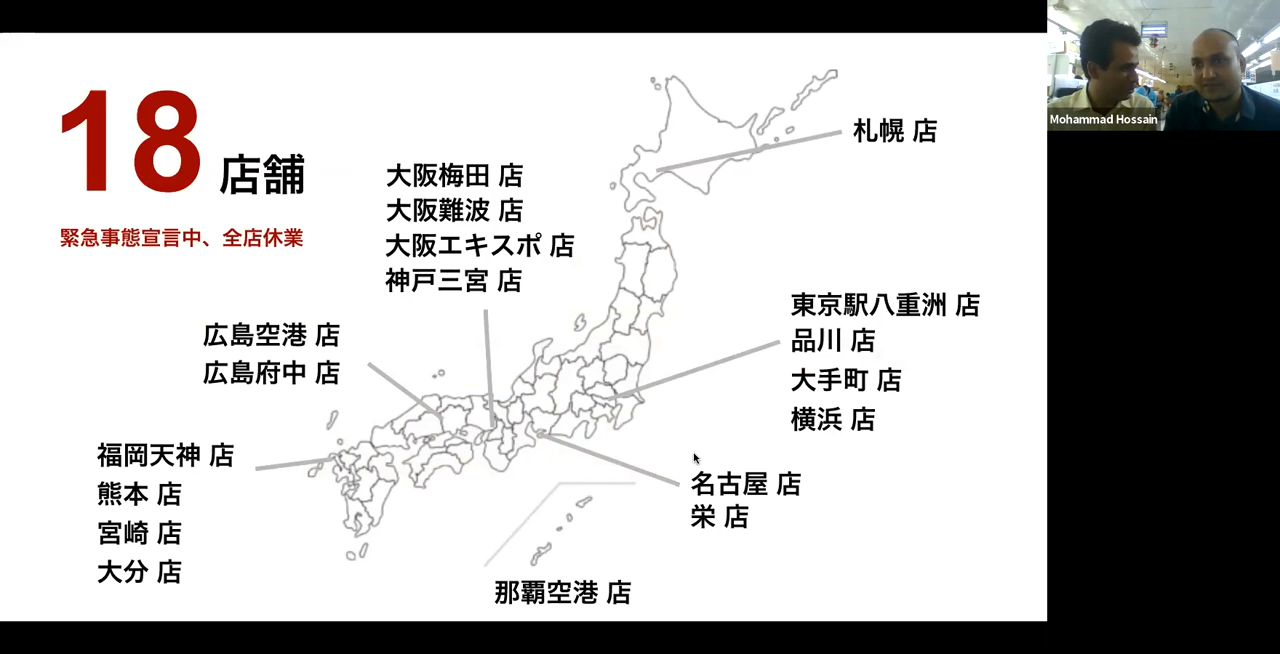 18 店舗
緊急事態宣言中、全店休業
大阪梅田 店
大阪難波 店
大阪エキスポ 店
神戸三宮 店
札幌 店
広島空港 店
広島府中 店
東京駅八重洲 店
品川 店
大手町 店
横浜 店
福岡天神 店
熊本 店
宮崎 店
大分 店
名古屋 店
栄 店
那覇空港 店
Mohammad Hossain